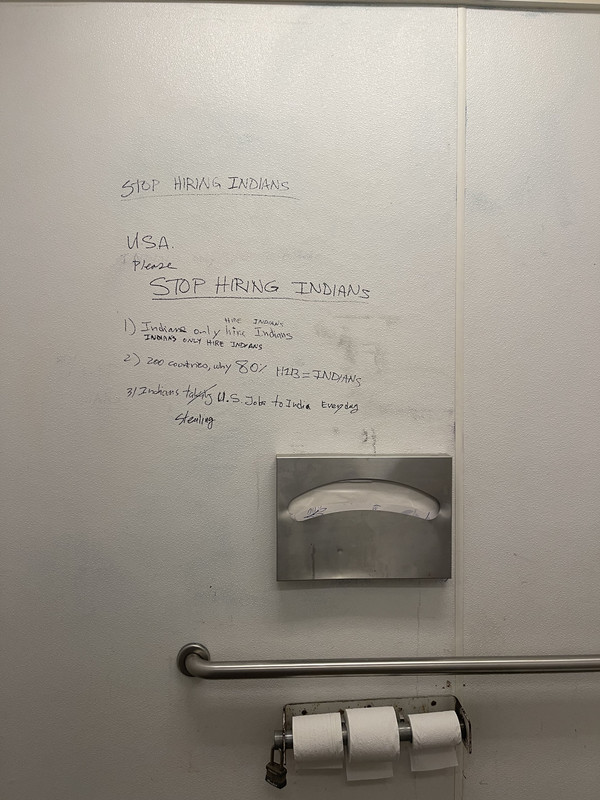 STOP HIRING INDIANS
USA.
Please
STOP HIRING INDIANS
HIRE INDIANS
1) Indians only hire Indians
INDIANS ONLY HIRE INDIANS
2) 200 countries, why 80% H1B = INDIANS
3) Indians taking U.S. Jobs to India Everyday
Stealing